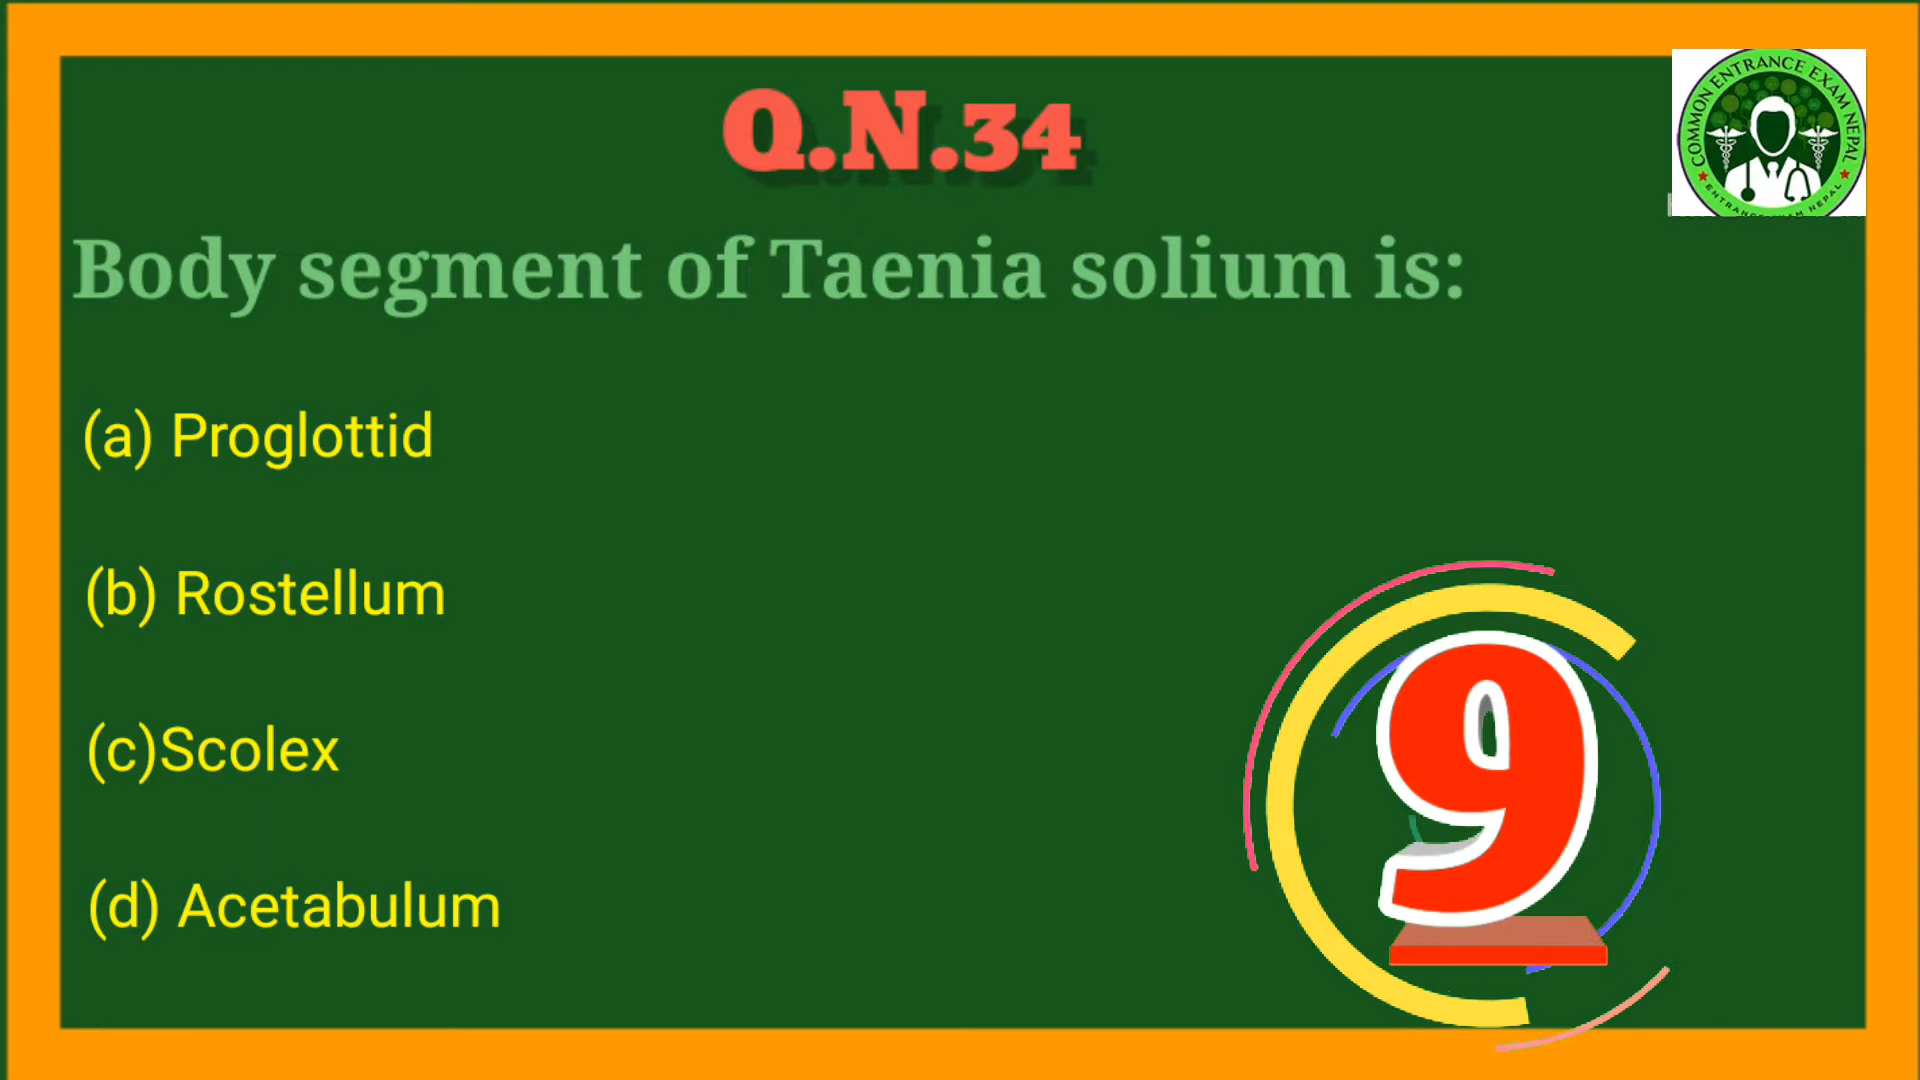 Q.N.34
COMMON ENTRANCE EXAM NEPAL
ENTRANCE EXAM NEPAL
Body segment of Taenia solium is:
(a) Proglottid
(b) Rostellum
(c)Scolex
(d) Acetabulum
9